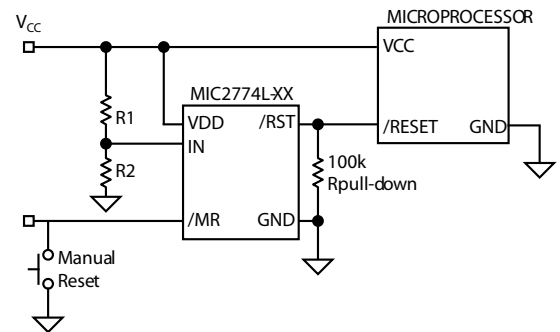 MICROPROCESSOR
VCC
VCC
MIC2774L-XX
R1
VDD
/RST
/RESET
GND
IN
R2
100k
Rpull-down
/MR
GND
Manual
Reset